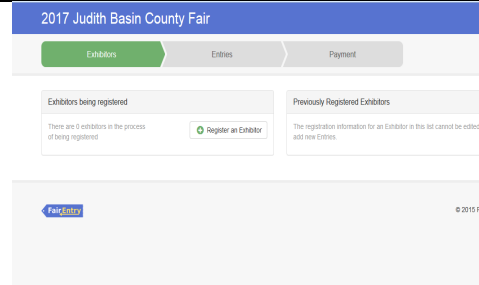 2017 Judith Basin County Fair
Exhibitors
Entries
Payment
Exhibitors being registered
There are 0 exhibitors in the process
of being registered
Register an Exhibitor
Previously Registered Exhibitors
The registration information for an Exhibitor in this list cannot be edited
add new Entries.
FairEntry
© 2015 F